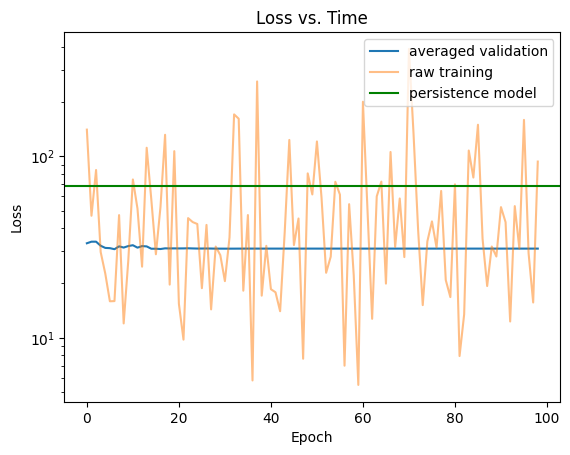 Loss vs. Time
averaged validation
raw training
persistence model
Loss
10²
10¹
0
20
40
60
80
100
Epoch